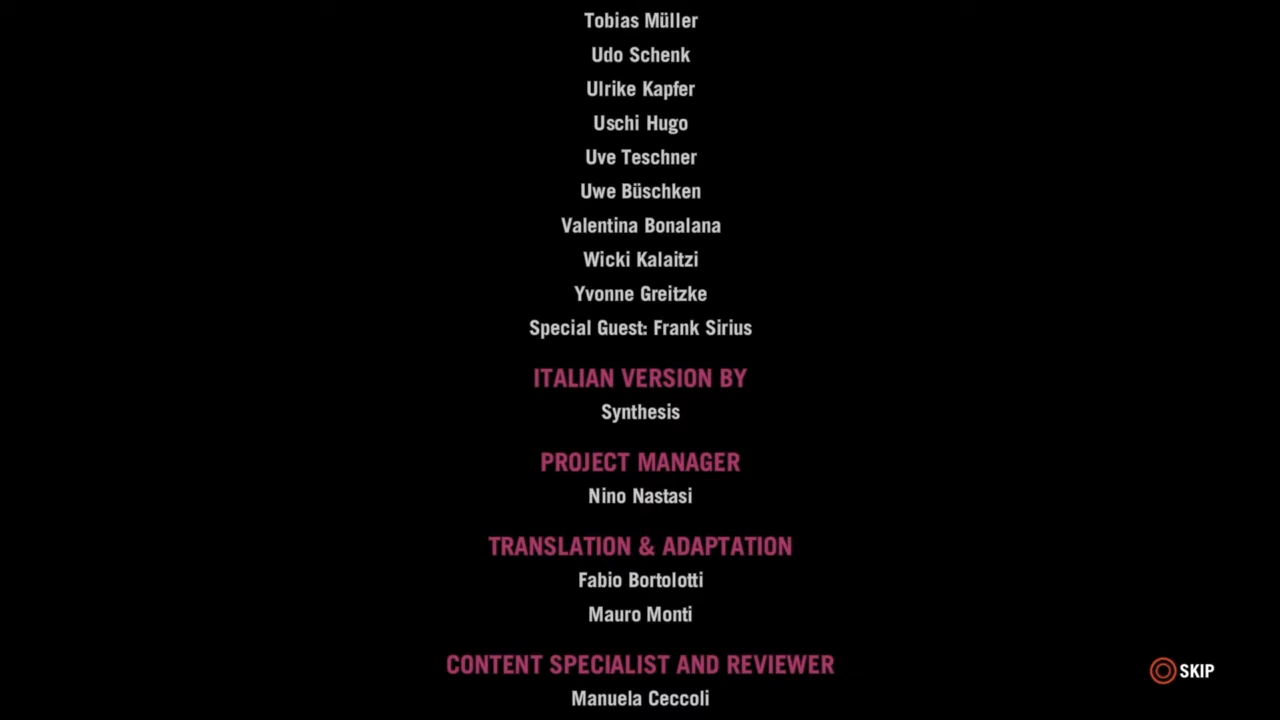 Tobias Müller
Udo Schenk
Ulrike Kapfer
Uschi Hugo
Uve Teschner
Uwe Büschken
Valentina Bonalana
Wicki Kalaitzi
Yvonne Greitzke
Special Guest: Frank Sirius
ITALIAN VERSION BY
Synthesis
PROJECT MANAGER
Nino Nastasi
TRANSLATION & ADAPTATION
Fabio Bortolotti
Mauro Monti
CONTENT SPECIALIST AND REVIEWER
SKIP
Manuela Ceccoli